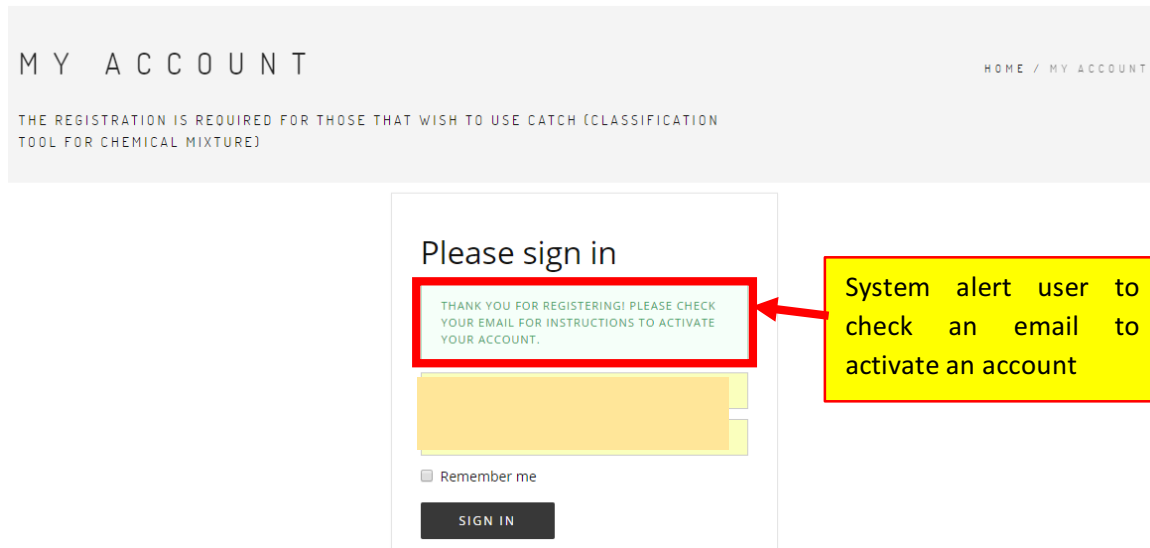 MY ACCOUNT
HOME / MY ACCOUNT
THE REGISTRATION IS REQUIRED FOR THOSE THAT WISH TO USE CATCH (CLASSIFICATION
TOOL FOR CHEMICAL MIXTURE)
Please sign in
THANK YOU FOR REGISTERING! PLEASE CHECK
YOUR EMAIL FOR INSTRUCTIONS TO ACTIVATE
YOUR ACCOUNT.
System alert user to
check an email to
activate an account
Remember me
SIGN IN